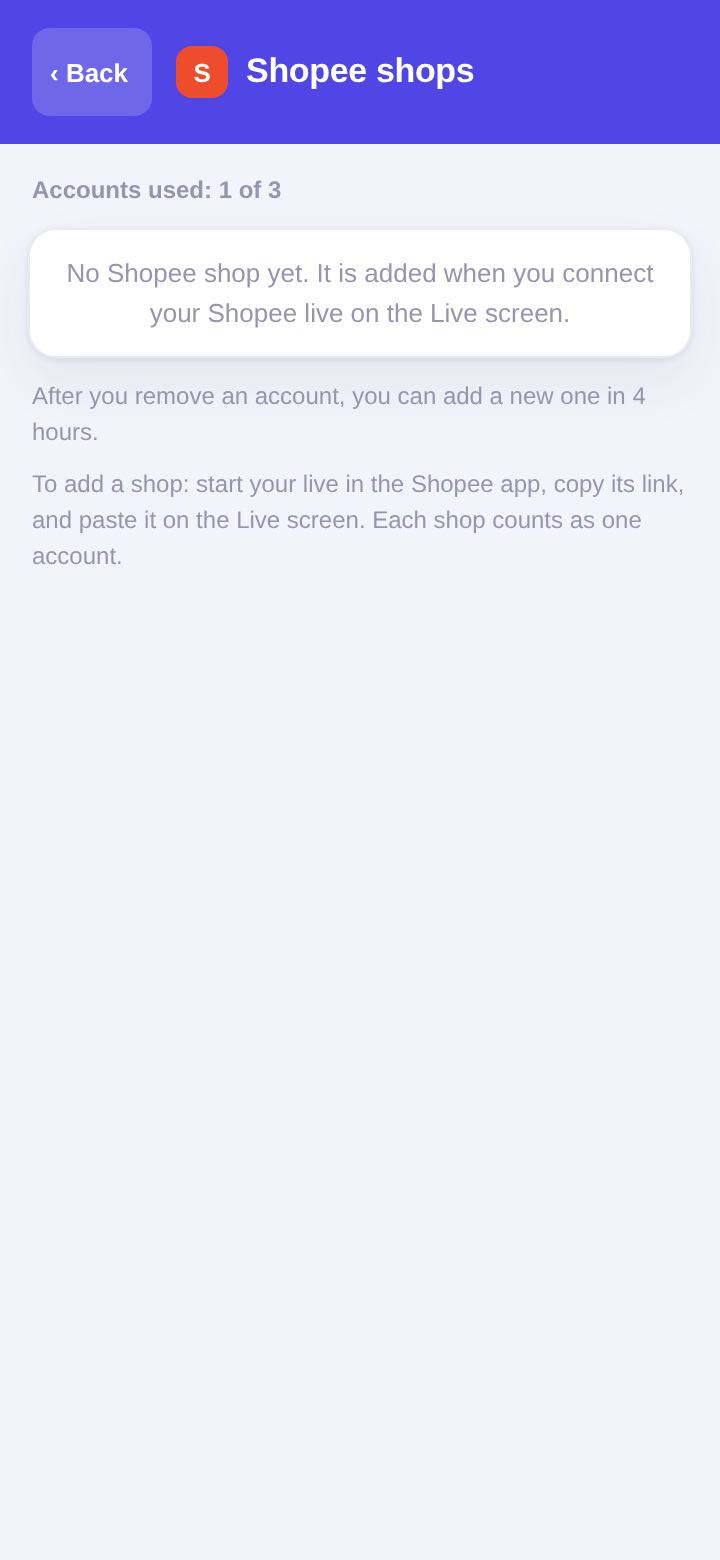 ‹ Back
S
Shopee shops
Accounts used: 1 of 3
No Shopee shop yet. It is added when you connect
your Shopee live on the Live screen.
After you remove an account, you can add a new one in 4
hours.
To add a shop: start your live in the Shopee app, copy its link,
and paste it on the Live screen. Each shop counts as one
account.